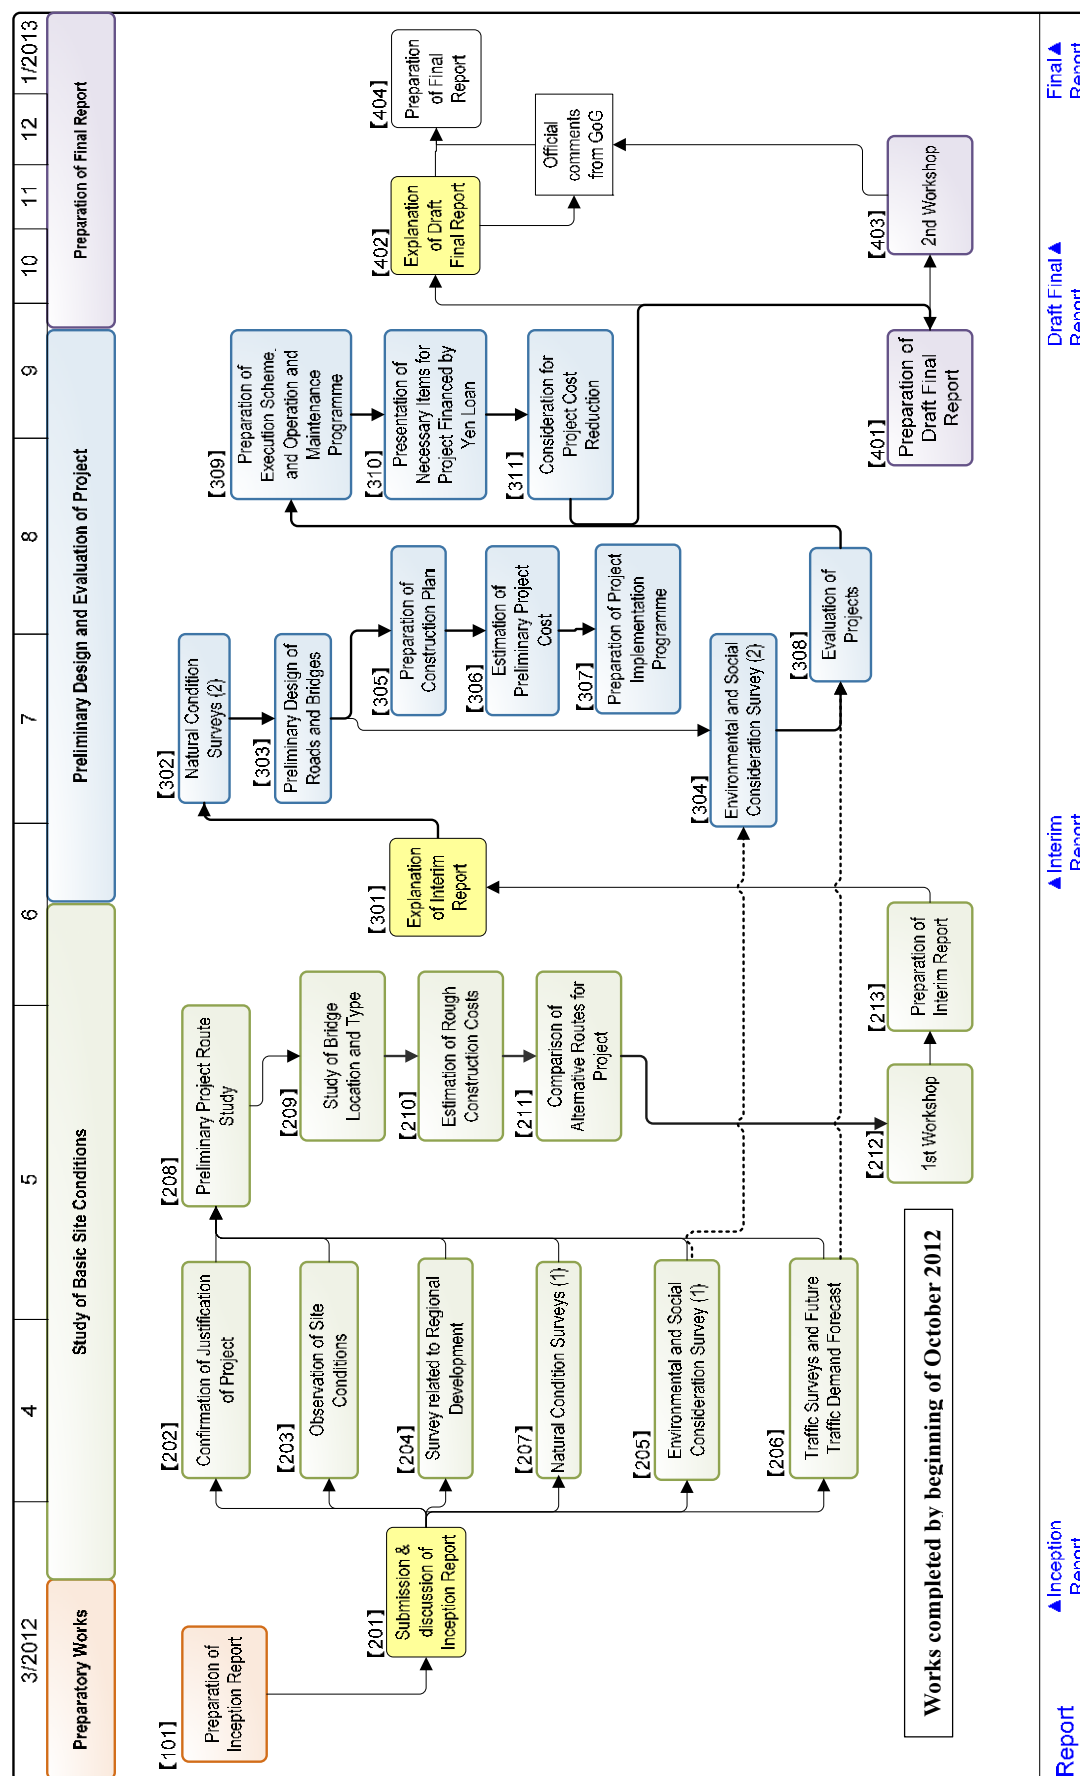 3/2012
4
5
6
7
8
9
10
11
12
1/2013
Preparatory Works
Study of Basic Site Conditions
Preliminary Design and Evaluation of Project
Preparation of Final Report
【101】
Preparation of
Inception Report
【201】
Submission &
discussion of
Inception Report
【202】
Confirmation of Justification
of Project
【203】
Observation of Site
Conditions
【204】
Survey related to Regional
Development
【207】
Natural Condition Surveys (1)
【205】
Environmental and Social
Consideration Survey (1)
【206】
Traffic Surveys and Future
Traffic Demand Forecast
【208】
Preliminary Project Route
Study
【209】
Study of Bridge
Location and Type
【210】
Estimation of Rough
Construction Costs
【211】
Comparison of
Alternative Routes for
Project
【212】
1st Workshop
【213】
Preparation of
Interim Report
【301】
Explanation
of Interim
Report
【302】
Natural Condition
Surveys (2)
【303】
Preliminary Design of
Roads and Bridges
【305】
Preparation of
Construction Plan
【306】
Estimation of
Preliminary Project
Cost
【307】
Preparation of Project
Implementation
Programme
【304】
Environmental and Social
Consideration Survey (2)
【308】
Evaluation of
Projects
【309】
Preparation of
Execution Scheme,
and Operation and
Maintenance
Programme
【310】
Presentation of
Necessary Items for
Project Financed by
Yen Loan
【311】
Consideration for
Project Cost
Reduction
【401】
Preparation of
Draft Final
Report
【402】
Explanation
of Draft
Final Report
【403】
2nd Workshop
Official
comments
from GoG
【404】
Preparation
of Final
Report
Works completed by beginning of October 2012
Report
▲Inception
Report
▲Interim
Report
Draft Final▲
Report
Final▲
Report